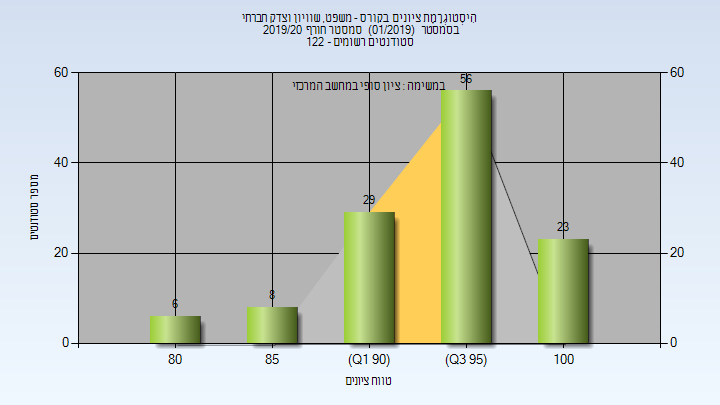 היסטוגרמת ציונים בקורס - משפט, שוויון וצדק חברתי
בסמסטר (01/2019) סמסטר חורף 2019/20
סטודנטים רשומים - 122
במשימה : ציון סופי במחשב המרכזי
60
40
20
0
60
40
20
0
מספר סטודנטים
6
8
29
56
23
80
85
(Q1 90)
(Q3 95)
100
טווח ציונים